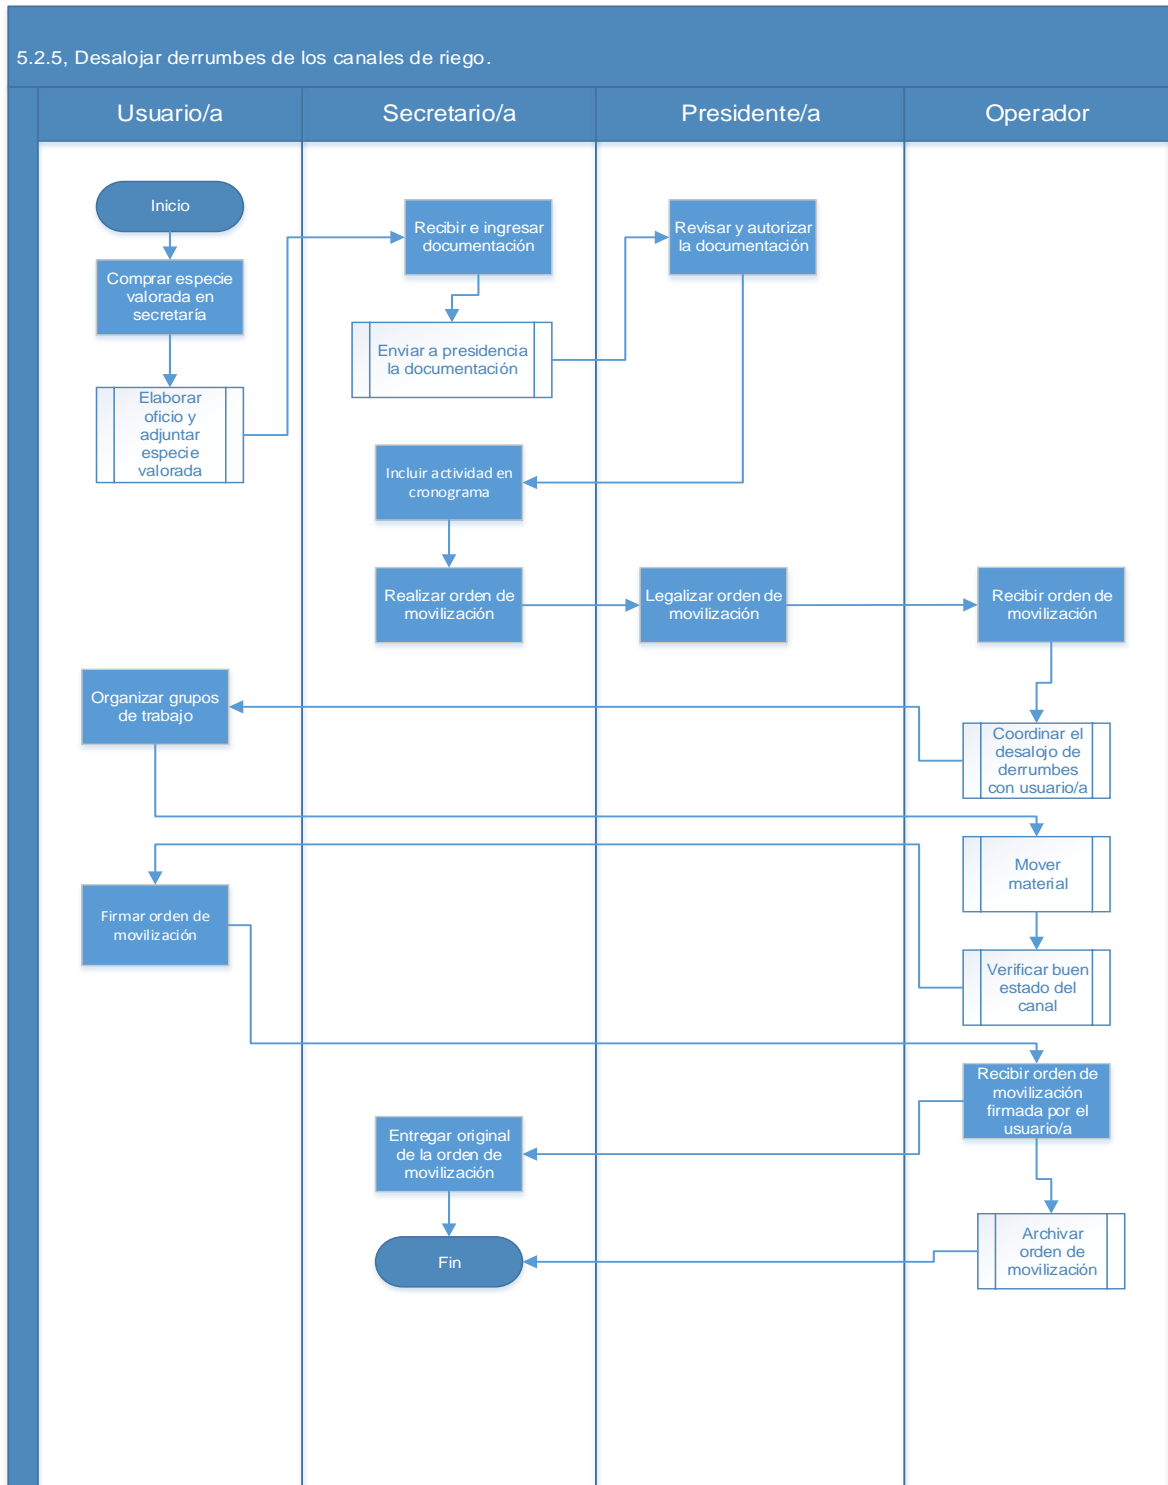 5.2.5, Desalojar derrumbes de los canales de riego.
Usuario/a
Secretario/a
Presidente/a
Operador
Inicio
Recibir e ingresar
documentación
Revisar y autorizar
la documentación
Comprar especie
valorada en
secretaría
Enviar a presidencia
la documentación
Elaborar
oficio y
adjuntar
especie
valorada
Incluir actividad en
cronograma
Realizar orden de
movilización
Legalizar orden de
movilización
Recibir orden de
movilización
Organizar grupos
de trabajo
Coordinar el
desalojo de
derrumbes
con usuario/a
Mover
material
Firmar orden de
movilización
Verificar buen
estado del
canal
Recibir orden de
movilización
firmada por el
usuario/a
Entregar original
de la orden de
movilización
Archivar
orden de
movilización
Fin